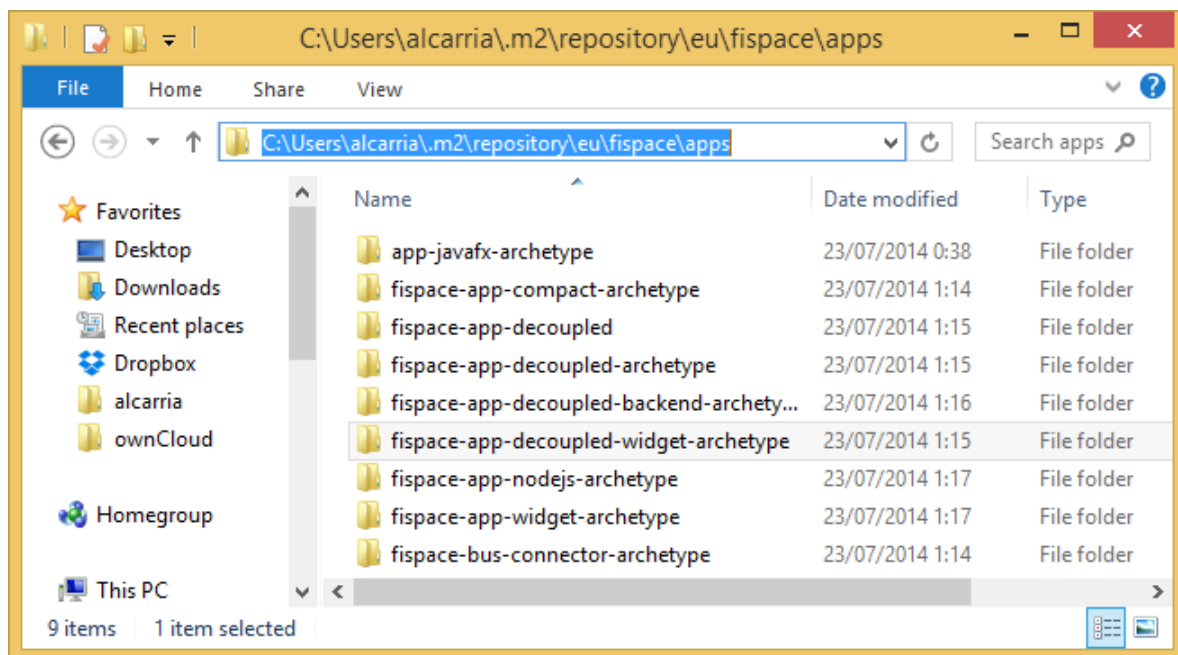 C:\Users\alcarria\.m2\repository\eu\fispace\apps
File Home Share View
C:\Users\alcarria\.m2\repository\eu\fispace\apps Search apps
Favorites
Desktop
Downloads
Recent places
Dropbox
alcarria
ownCloud
Homegroup
This PC
Name Date modified Type
app-javafx-archetype 23/07/2014 0:38 File folder
fispace-app-compact-archetype 23/07/2014 1:14 File folder
fispace-app-decoupled 23/07/2014 1:15 File folder
fispace-app-decoupled-archetype 23/07/2014 1:15 File folder
fispace-app-decoupled-backend-archety... 23/07/2014 1:16 File folder
fispace-app-decoupled-widget-archetype 23/07/2014 1:15 File folder
fispace-app-nodejs-archetype 23/07/2014 1:17 File folder
fispace-app-widget-archetype 23/07/2014 1:17 File folder
fispace-bus-connector-archetype 23/07/2014 1:14 File folder
9 items 1 item selected